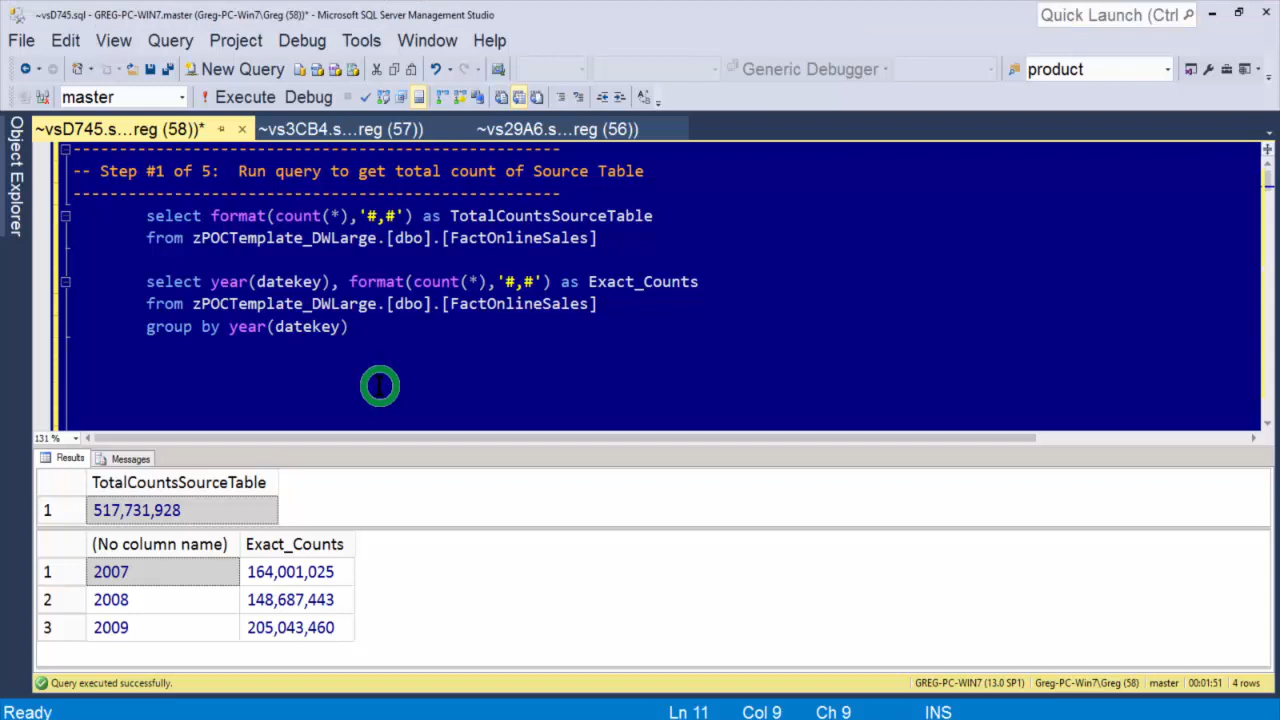 ~vsD745.sql - GREG-PC-WIN7.master (Greg-PC-Win7\Greg (58))* - Microsoft SQL Server Management Studio
Quick Launch (Ctrl
File Edit View Query Project Debug Tools Window Help
New Query Generic Debugger product
master Execute Debug
~vsD745.s...reg (58))* ~vs3CB4.s...reg (57)) ~vs29A6.s...reg (56))
Object Explorer
-----------------------------------------------------
-- Step #1 of 5:  Run query to get total count of Source Table
-----------------------------------------------------
select format(count(*),'#,#') as TotalCountsSourceTable
from zPOCTemplate_DWLarge.[dbo].[FactOnlineSales]
select year(datekey), format(count(*),'#,#') as Exact_Counts
from zPOCTemplate_DWLarge.[dbo].[FactOnlineSales]
group by year(datekey)
131 %
Results Messages
TotalCountsSourceTable
1 517,731,928
(No column name) Exact_Counts
1 2007 164,001,025
2 2008 148,687,443
3 2009 205,043,460
Query executed successfully. GREG-PC-WIN7 (13.0 SP1) Greg-PC-Win7\Greg (58) master 00:01:51 4 rows
Ready Ln 11 Col 9 Ch 9 INS